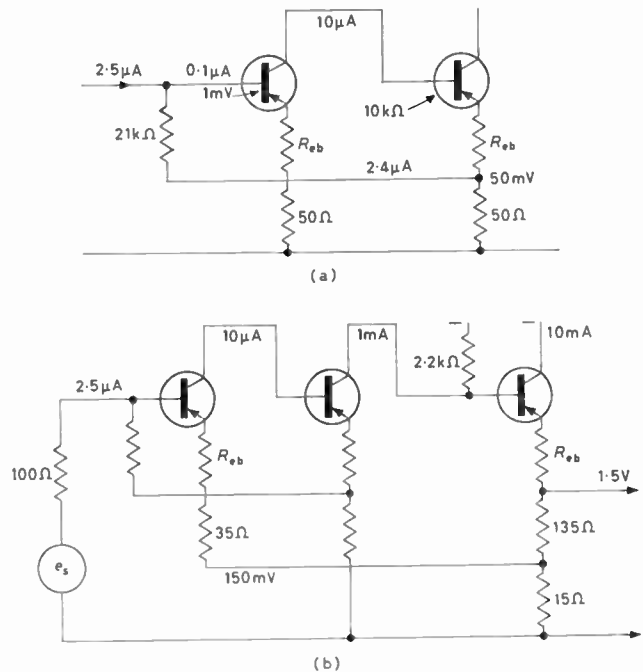 10μA
2·5μA
0·1μA
1mV
10kΩ
21kΩ
R_eb
R_eb
2·4μA
50mV
50Ω
50Ω
(a)
10μA
1mA
10mA
2·2kΩ
2·5μA
R_eb
R_eb
1·5V
100Ω
35Ω
135Ω
e_s
150mV
15Ω
(b)